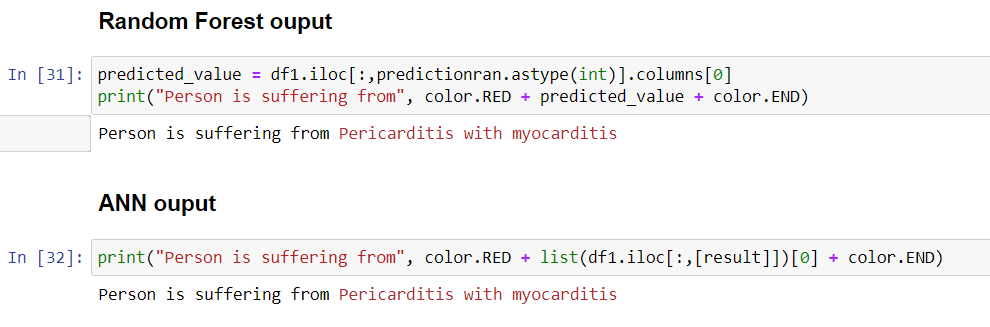 Random Forest ouput
In [31]: predicted_value = df1.iloc[:,predictionran.astype(int)].columns[0]
print("Person is suffering from", color.RED + predicted_value + color.END)
Person is suffering from Pericarditis with myocarditis
ANN ouput
In [32]: print("Person is suffering from", color.RED + list(df1.iloc[:,[result]])[0] + color.END)
Person is suffering from Pericarditis with myocarditis